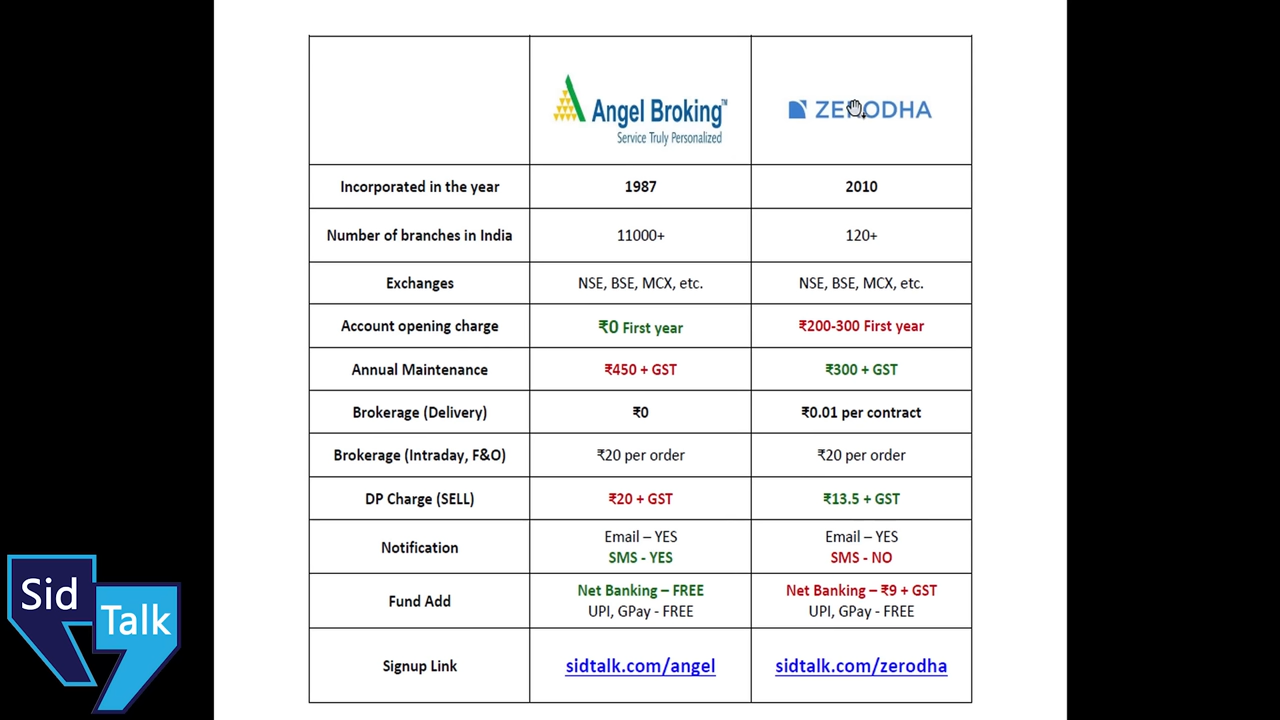 Angel Broking™
Service Truly Personalized
ZERODHA
Incorporated in the year 1987 2010
Number of branches in India 11000+ 120+
Exchanges NSE, BSE, MCX, etc. NSE, BSE, MCX, etc.
Account opening charge ₹0 First year ₹200-300 First year
Annual Maintenance ₹450 + GST ₹300 + GST
Brokerage (Delivery) ₹0 ₹0.01 per contract
Brokerage (Intraday, F&O) ₹20 per order ₹20 per order
DP Charge (SELL) ₹20 + GST ₹13.5 + GST
Notification
Email – YES Email – YES
SMS - YES SMS - NO
Fund Add
Net Banking – FREE Net Banking – ₹9 + GST
UPI, GPay - FREE UPI, GPay - FREE
Signup Link sidtalk.com/angel sidtalk.com/zerodha
Sid
Talk